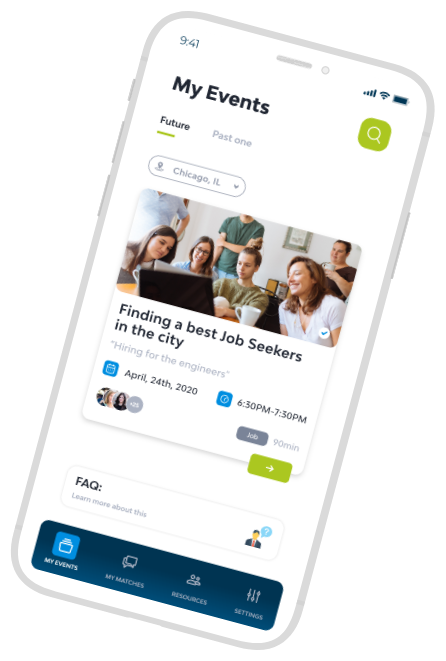 9:41
My Events
Future
Past one
Chicago, IL
Finding a best Job Seekers
in the city
"Hiring for the engineers"
April, 24th, 2020
6:30PM-7:30PM
+25
Job
90min
FAQ:
Learn more about this
?
MY EVENTS
MY MATCHES
RESOURCES
SETTINGS